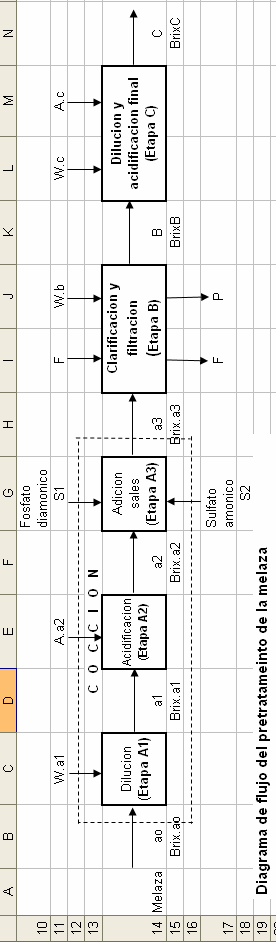 A B C D E F G H I J K L M N
10
11
12
13
14
15
16
17
18
19
Fosfato
diamonico
W.a1
A.a2
S1
F
W.b
W.c
A.c
C O C C I O N
Dilucion
(Etapa A1)
Acidificacion
(Etapa A2)
Adicion
sales
(Etapa A3)
Clarificacion y
filtracion
(Etapa B)
Dilucion y
acidificacion final
(Etapa C)
Melaza
ao
Brix.ao
a1
Brix.a1
a2
Brix.a2
a3
Brix.a3
B
BrixB
C
BrixC
Sulfato
amonico
S2
F
P
Diagrama de flujo del pretratameinto de la melaza